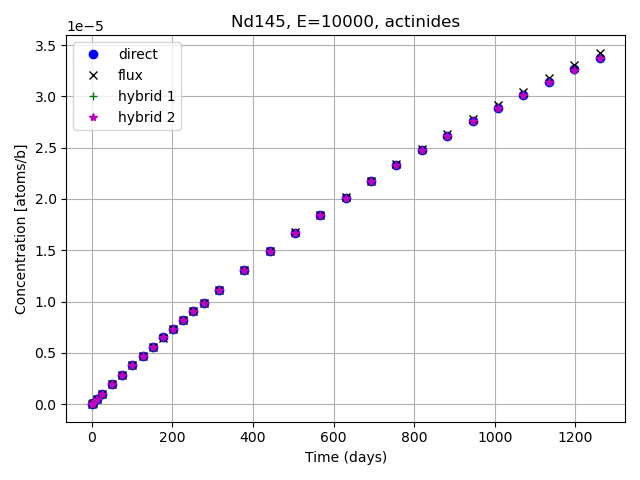 Nd145, E=10000, actinides
1e−5
direct
flux
hybrid 1
hybrid 2
3.5
3.0
2.5
2.0
1.5
1.0
0.5
0.0
Concentration [atoms/b]
0 200 400 600 800 1000 1200
Time (days)